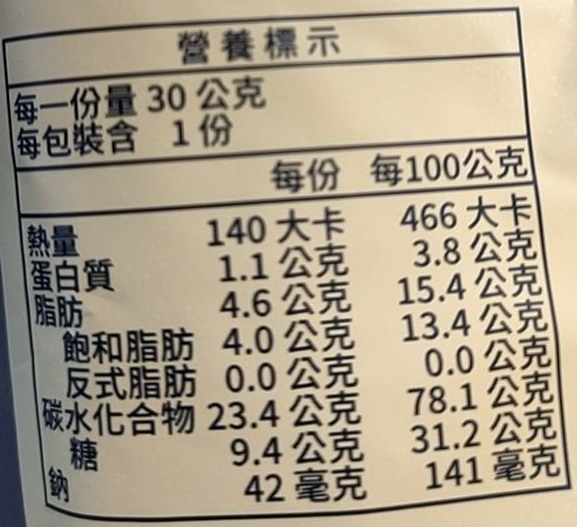 營養標示
每一份量 30 公克
每包裝含 1 份
每份 每100公克
熱量 140 大卡 466 大卡
蛋白質 1.1 公克 3.8 公克
脂肪 4.6 公克 15.4 公克
飽和脂肪 4.0 公克 13.4 公克
反式脂肪 0.0 公克 0.0 公克
碳水化合物 23.4 公克 78.1 公克
糖 9.4 公克 31.2 公克
鈉 42 毫克 141 毫克